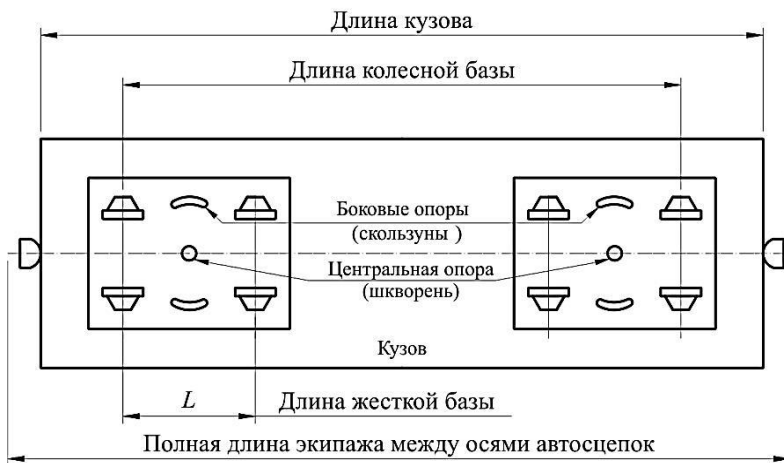 Длина кузова
Длина колесной базы
Боковые опоры
(скользуны )
Центральная опора
(шкворень)
Кузов
L
Длина жесткой базы
Полная длина экипажа между осями автосцепок